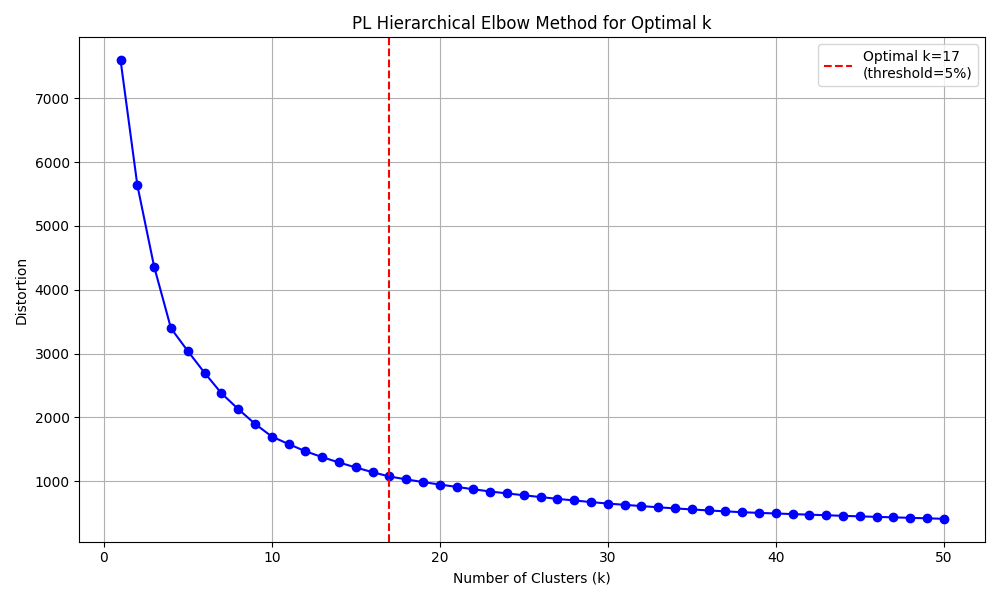 PL Hierarchical Elbow Method for Optimal k
Optimal k=17
(threshold=5%)
Distortion
7000
6000
5000
4000
3000
2000
1000
0
10
20
30
40
50
Number of Clusters (k)